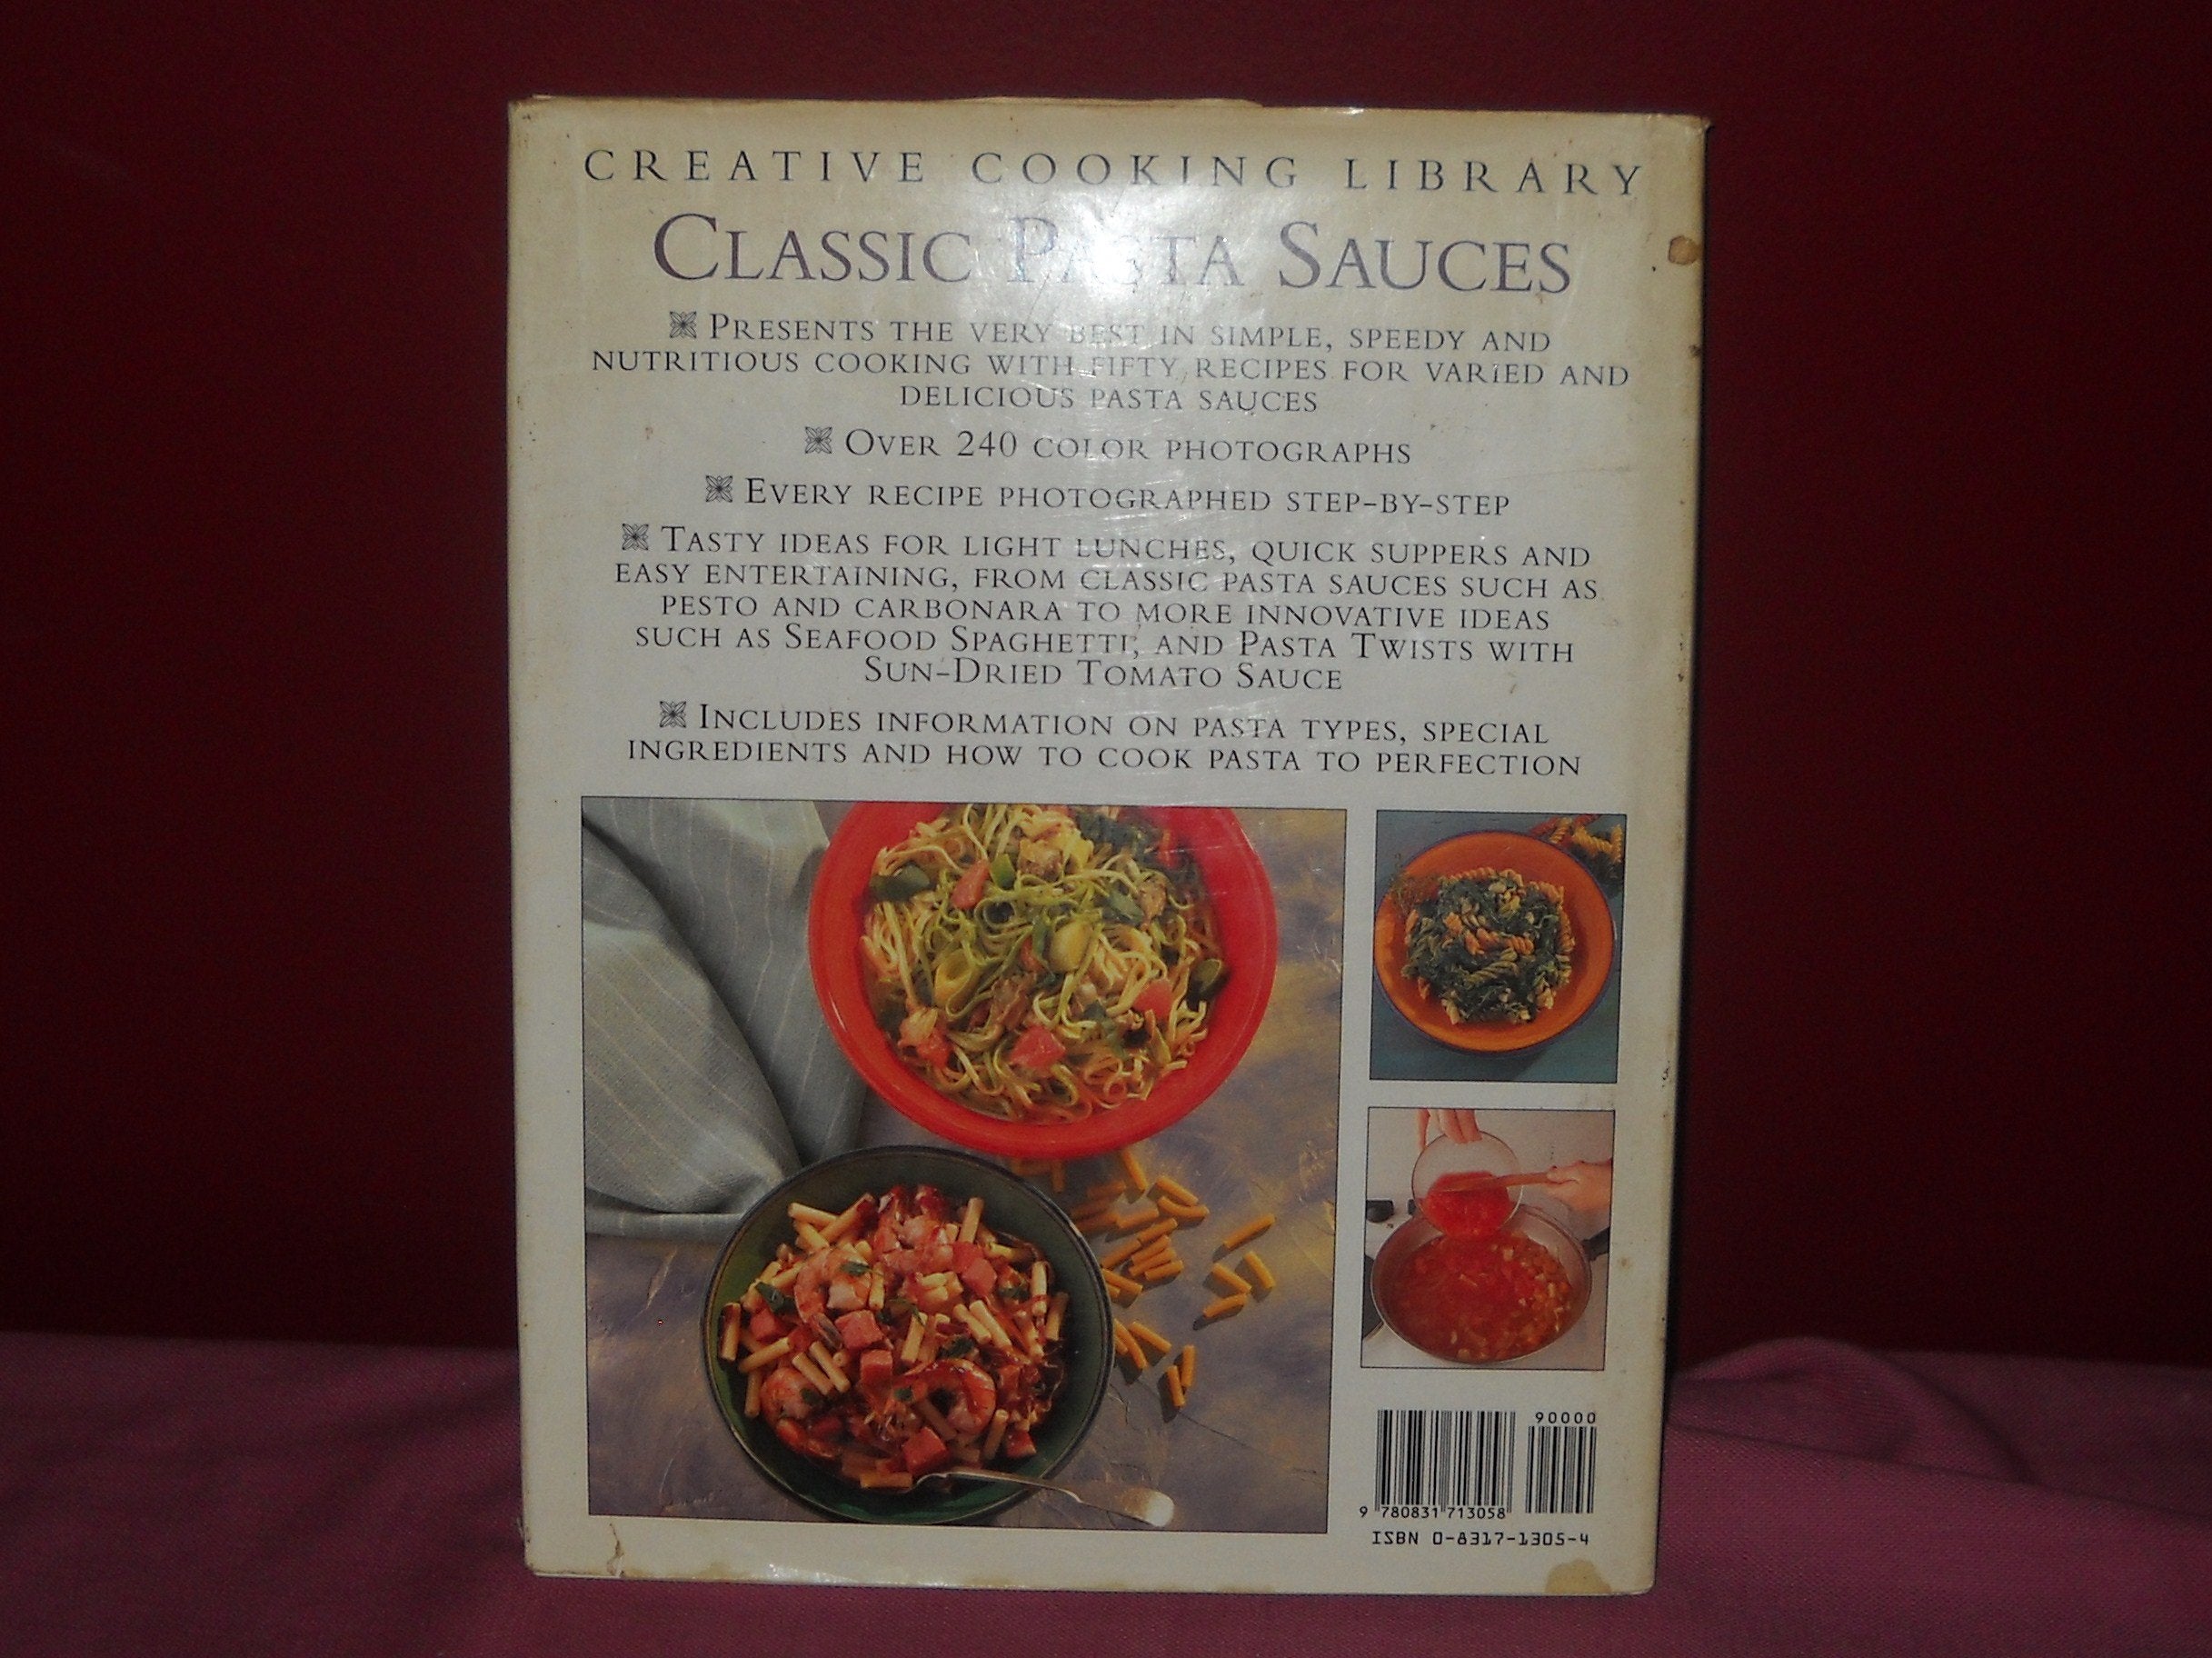 CREATIVE COOKING LIBRARY
CLASSIC PASTA SAUCES
PRESENTS THE VERY BEST IN SIMPLE, SPEEDY AND
NUTRITIOUS COOKING WITH FIFTY RECIPES FOR VARIED AND
DELICIOUS PASTA SAUCES
OVER 240 COLOR PHOTOGRAPHS
EVERY RECIPE PHOTOGRAPHED STEP-BY-STEP
TASTY IDEAS FOR LIGHT LUNCHES, QUICK SUPPERS AND
EASY ENTERTAINING, FROM CLASSIC PASTA SAUCES SUCH AS
PESTO AND CARBONARA TO MORE INNOVATIVE IDEAS
SUCH AS SEAFOOD SPAGHETTI, AND PASTA TWISTS WITH
SUN-DRIED TOMATO SAUCE
INCLUDES INFORMATION ON PASTA TYPES, SPECIAL
INGREDIENTS AND HOW TO COOK PASTA TO PERFECTION
90000
9 780831 713058
ISBN 0-8317-1305-4